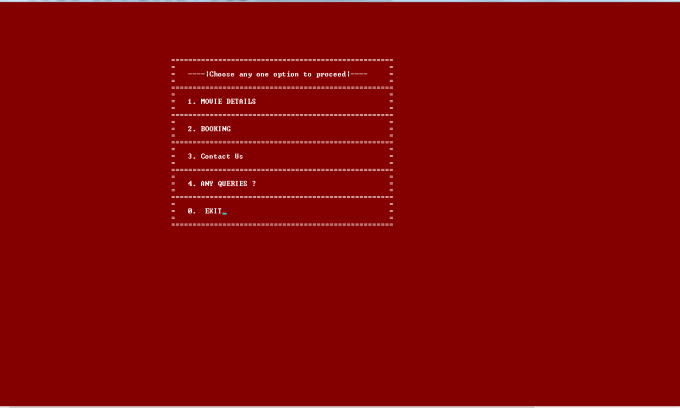 ----|Choose any one option to proceed|----
1. MOVIE DETAILS
2. BOOKING
3. Contact Us
4. ANY QUERIES ?
0. EXIT_